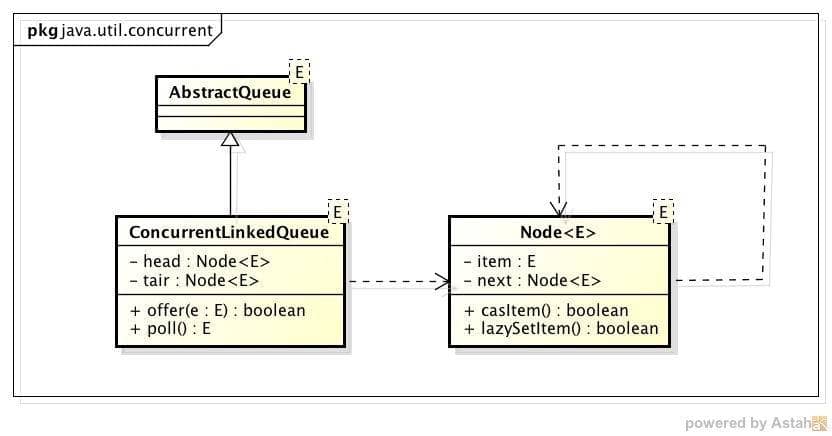 pkg java.util.concurrent
E
AbstractQueue
E
ConcurrentLinkedQueue
- head : Node<E>
- tair : Node<E>
+ offer(e : E) : boolean
+ poll() : E
E
Node<E>
- item : E
- next : Node<E>
+ casItem() : boolean
+ lazySetItem() : boolean
powered by Astah